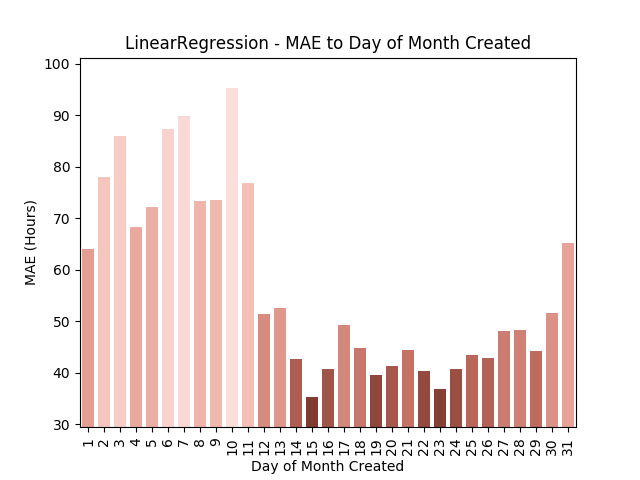 LinearRegression - MAE to Day of Month Created
100
90
80
70
60
50
40
30
MAE (Hours)
1 2 3 4 5 6 7 8 9 10 11 12 13 14 15 16 17 18 19 20 21 22 23 24 25 26 27 28 29 30 31
Day of Month Created